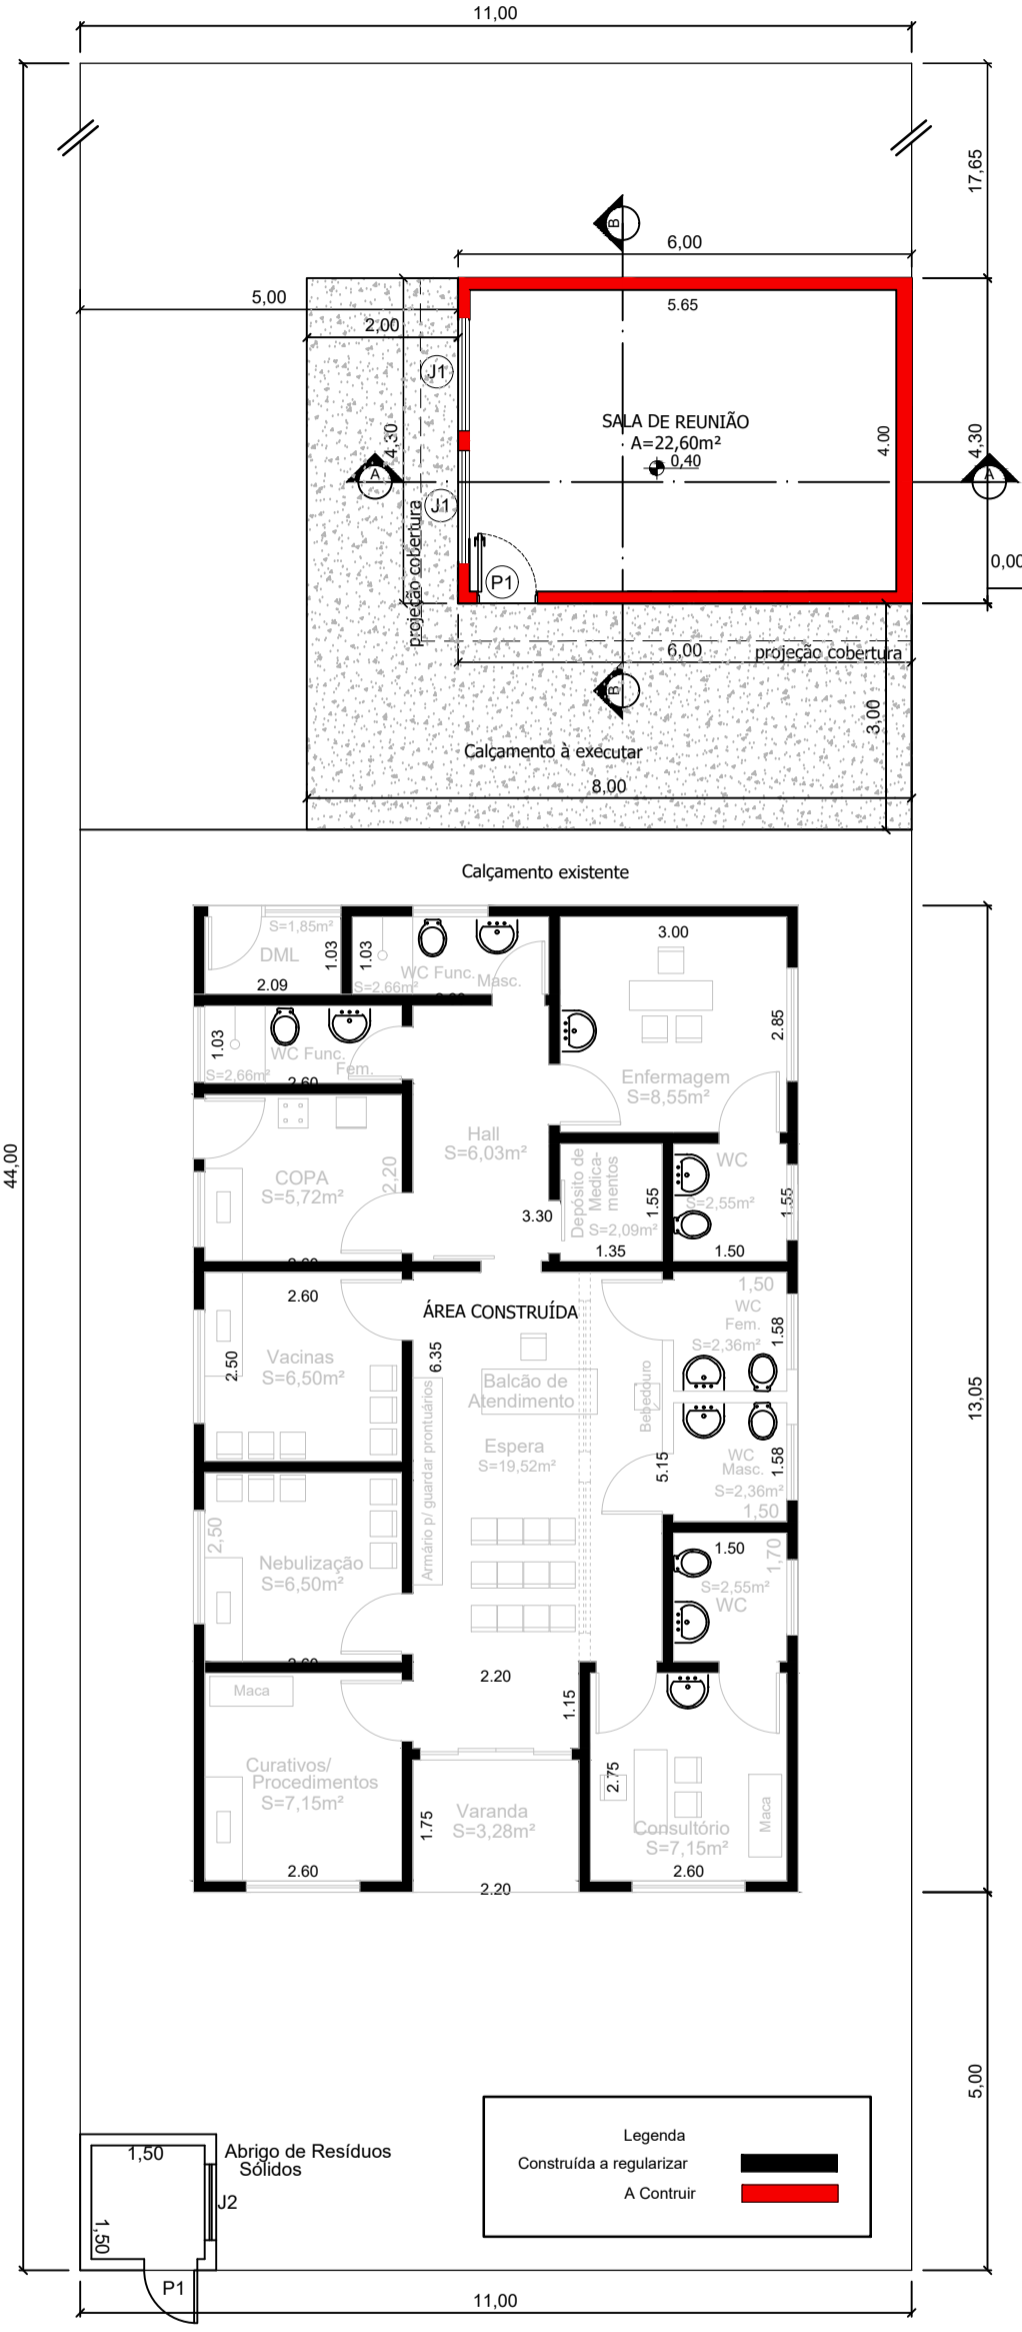 11,00
17,65
B
6,00
5,00
5.65
2,00
J1
SALA DE REUNIÃO
A=22,60m²
0,40
4.00
4,30
4,30
A
A
J1
projeção cobertura
P1
0,00
6,00
projeção cobertura
B
3,00
Calçamento à executar
8,00
Calçamento existente
S=1,85m²
DML
1.03
2.09
1.03
WC Func.
Masc.
S=2.66m²
3.00
2.85
Enfermagem
S=8,55m²
1.03
WC Func.
Fem.
S=2,66m²
2.60
44,00
Hall
S=6,03m²
COPA
S=5,72m²
2,20
3.30
Depósito de
Medica-
mentos
S=2,09m²
1.55
1.35
WC
S=2,55m²
1.55
1.50
2.60
ÁREA CONSTRUÍDA
1,50
WC
Fem.
S=2,36m²
1.58
Vacinas
S=6,50m²
2.50
6.35
Balcão de
Atendimento
Bebedouro
Armário p/ guardar prontuários
Espera
S=19,52m²
5.15
WC
Masc.
S=2,36m²
1.58
1,50
13,05
2,50
Nebulização
S=6,50m²
1.50
1,70
S=2,55m²
WC
2.20
Maca
1.15
Curativos/
Procedimentos
S=7,15m²
2.75
1.75
Varanda
S=3,28m²
Consultório
S=7,15m²
Maca
2.60
2.20
2.60
5,00
Legenda
Construída a regularizar
A Contruir
1,50
Abrigo de Resíduos
Sólidos
J2
1,50
P1
11,00